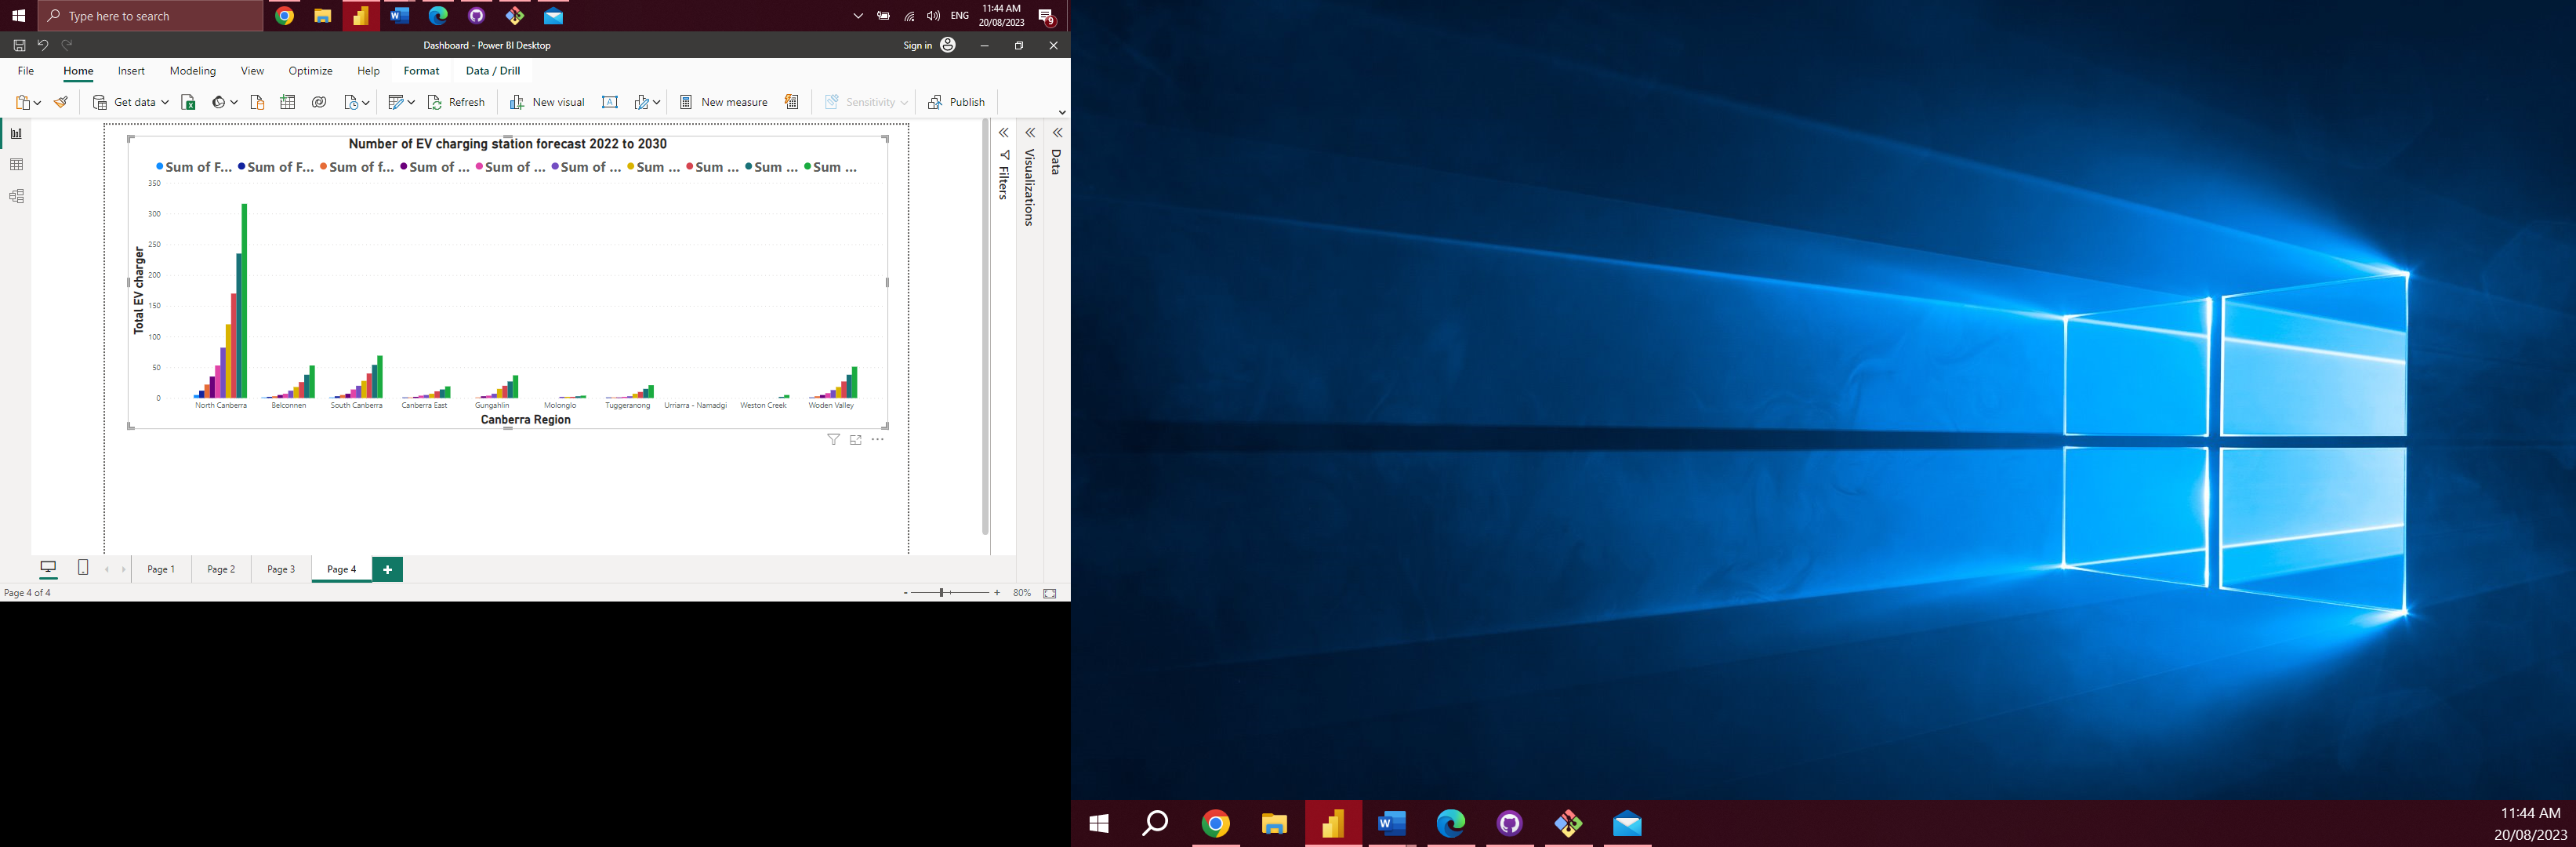 Type here to search
ENG
11:44 AM
20/08/2023
9
Dashboard - Power BI Desktop
Sign in
File Home Insert Modeling View Optimize Help Format Data / Drill
Get data Refresh New visual New measure Sensitivity Publish
Number of EV charging station forecast 2022 to 2030
Sum of F... Sum of F... Sum of f... Sum of ... Sum of ... Sum of ... Sum ... Sum ... Sum ... Sum ...
350
300
250
200
150
100
50
0
Total EV charger
North Canberra Belconnen South Canberra Canberra East Gungahlin Molonglo Tuggeranong Urriarra - Namadgi Weston Creek Woden Valley
Canberra Region
Filters
Visualizations
Data
Page 1 Page 2 Page 3 Page 4 +
Page 4 of 4
- + 80%
11:44 AM
20/08/2023